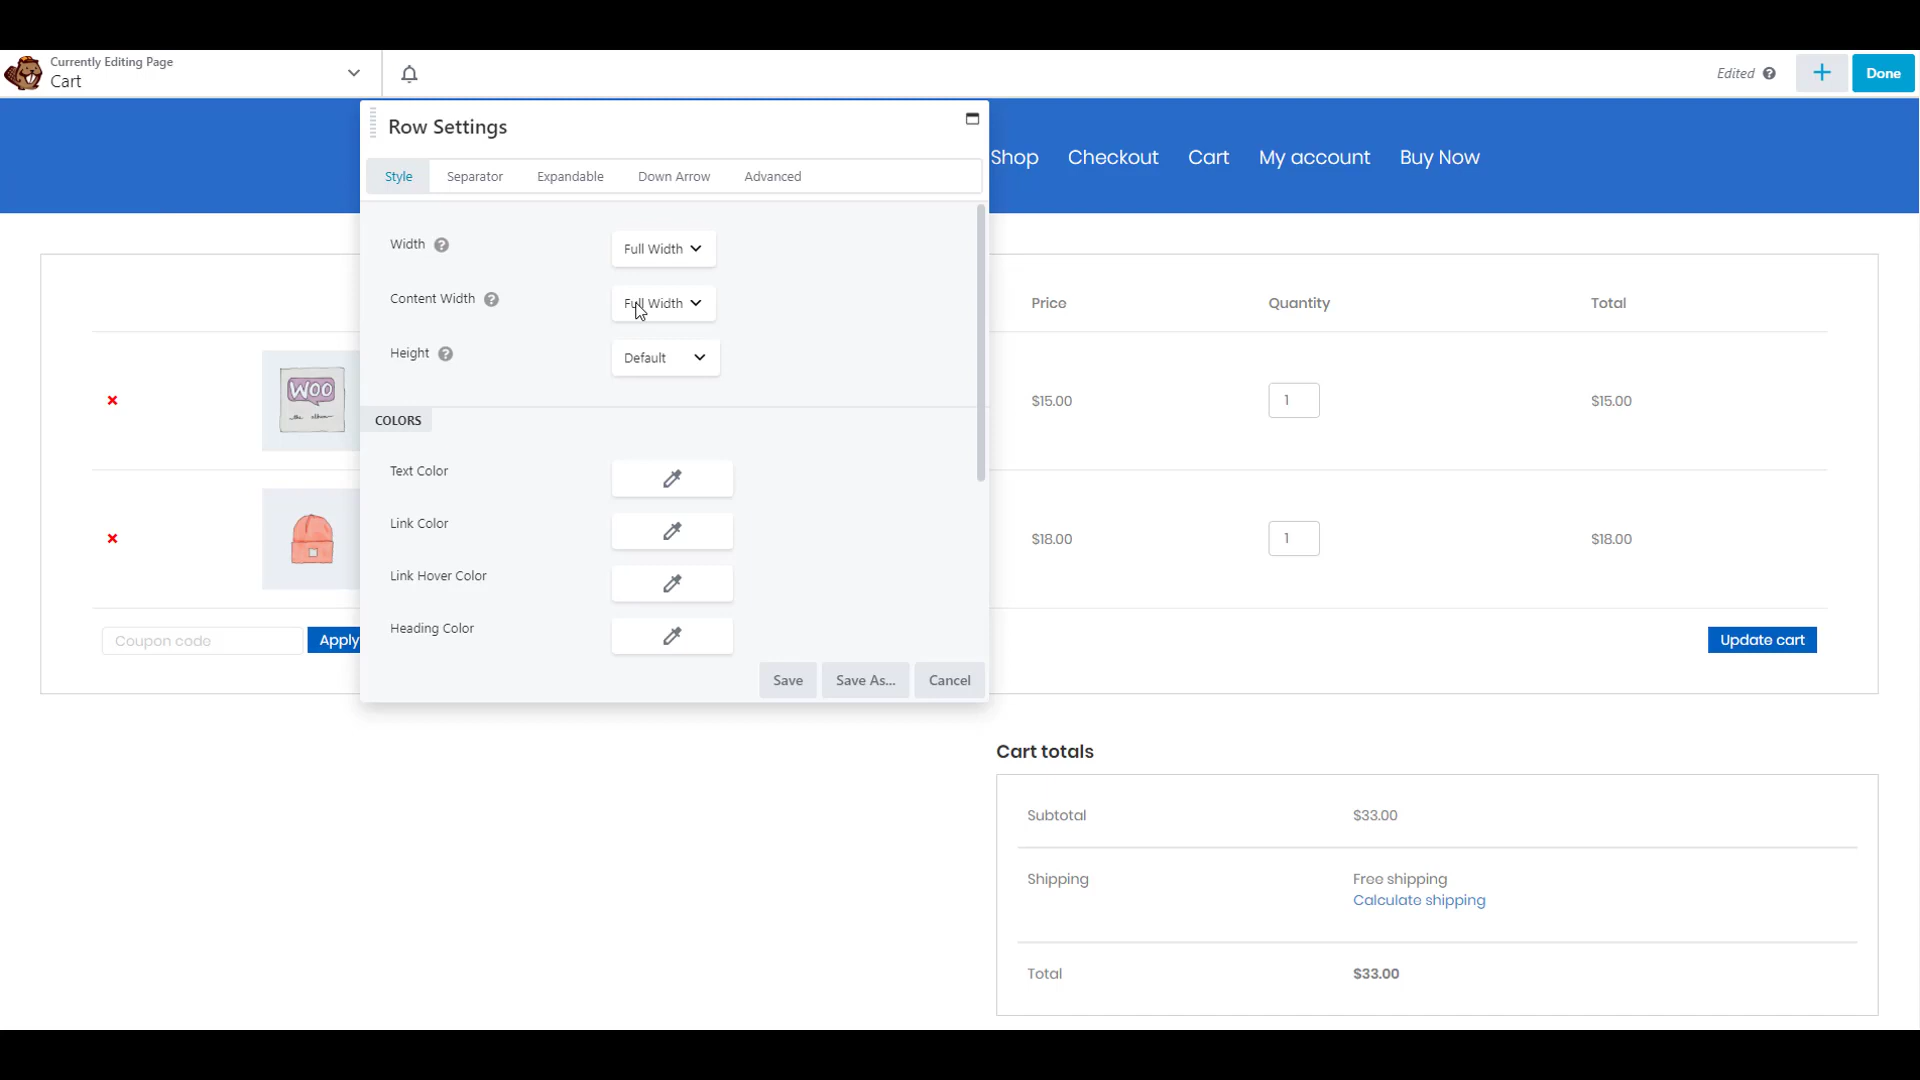 Currently Editing Page
Cart
Edited
Done
Row Settings
Shop Checkout Cart My account Buy Now
Style Separator Expandable Down Arrow Advanced
Width Full Width
Content Width Full Width
Height Default
COLORS
Text Color
Link Color
Link Hover Color
Heading Color
Save Save As... Cancel
Price Quantity Total
WOO
$15.00 1 $15.00
$18.00 1 $18.00
Coupon code Apply
Update cart
Cart totals
Subtotal $33.00
Shipping Free shipping
Calculate shipping
Total $33.00